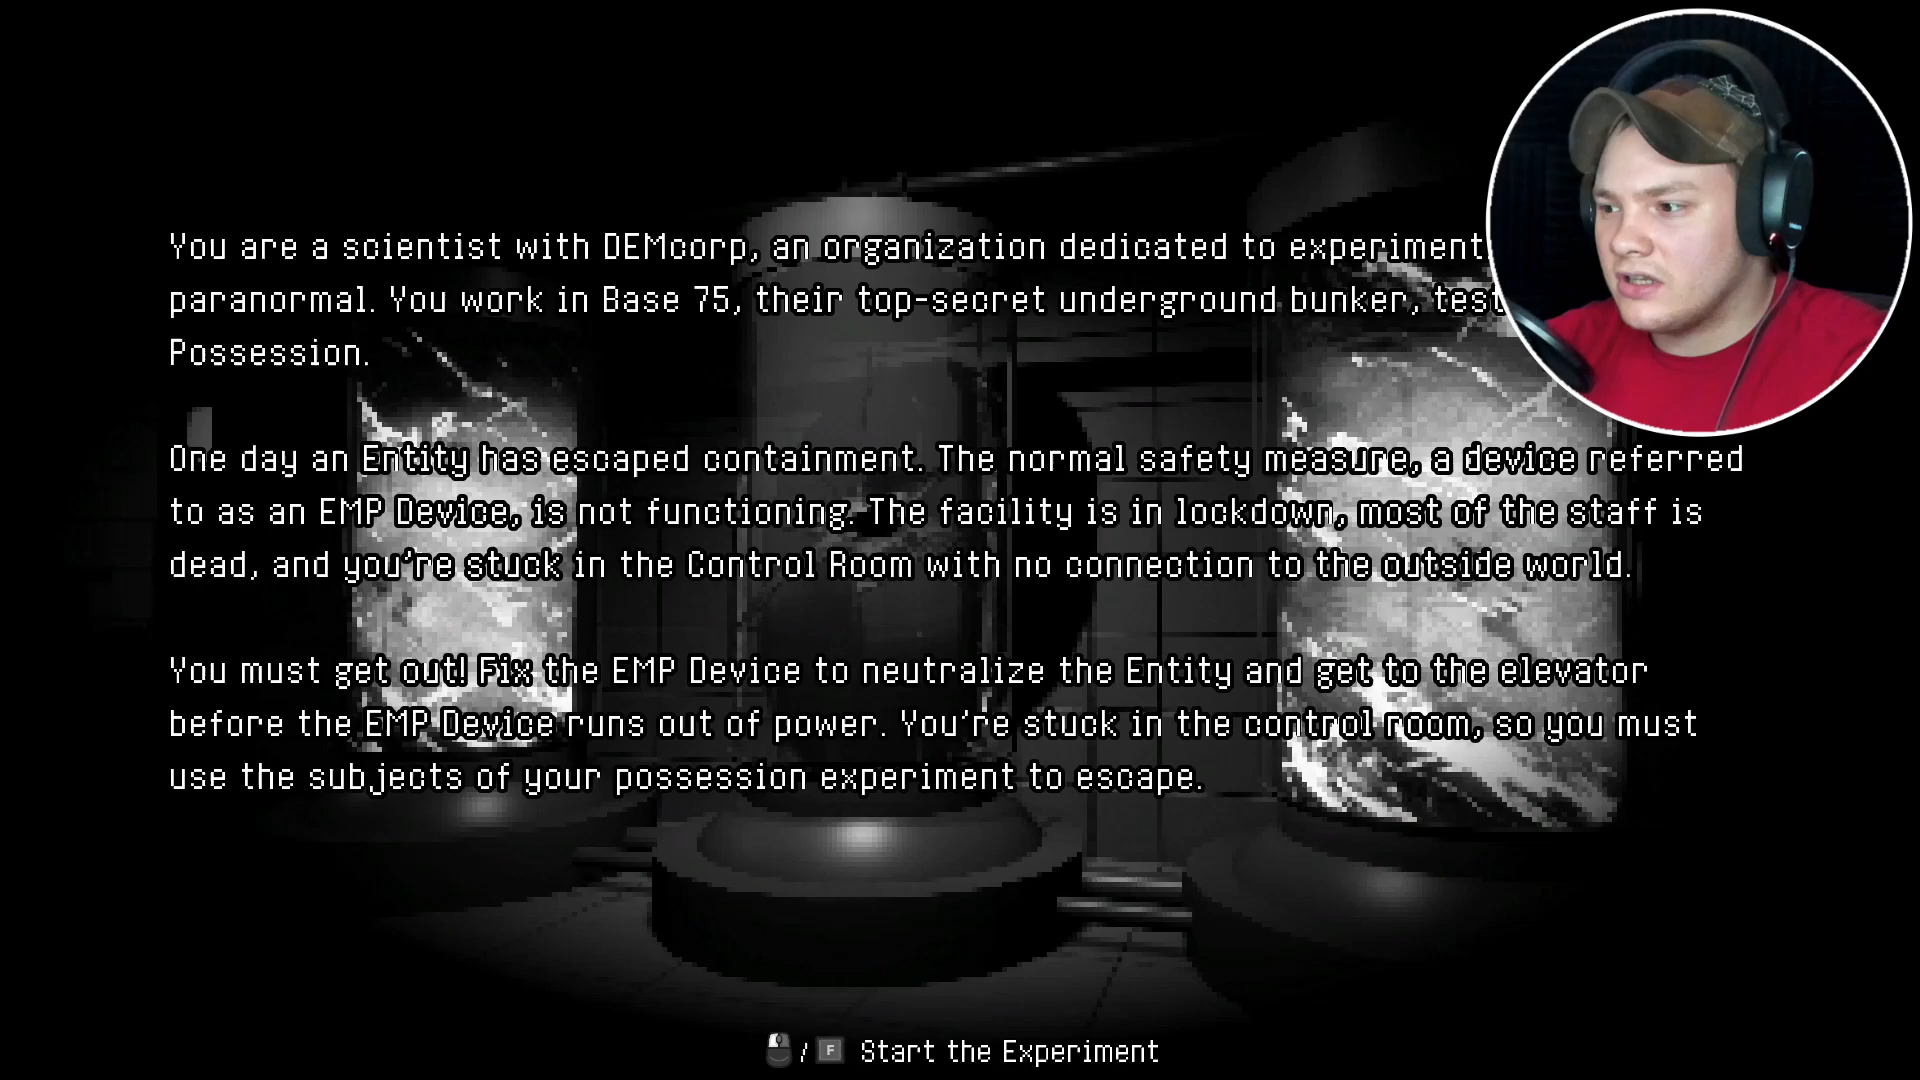 You are a scientist with DEMcorp, an organization dedicated to experiment
paranormal. You work in Base 75, their top-secret underground bunker, test
Possession.
One day an Entity has escaped containment. The normal safety measure, a device referred
to as an EMP Device, is not functioning. The facility is in lockdown, most of the staff is
dead, and you're stuck in the Control Room with no connection to the outside world.
You must get out! Fix the EMP Device to neutralize the Entity and get to the elevator
before the EMP Device runs out of power. You're stuck in the control room, so you must
use the subjects of your possession experiment to escape.
/ F Start the Experiment